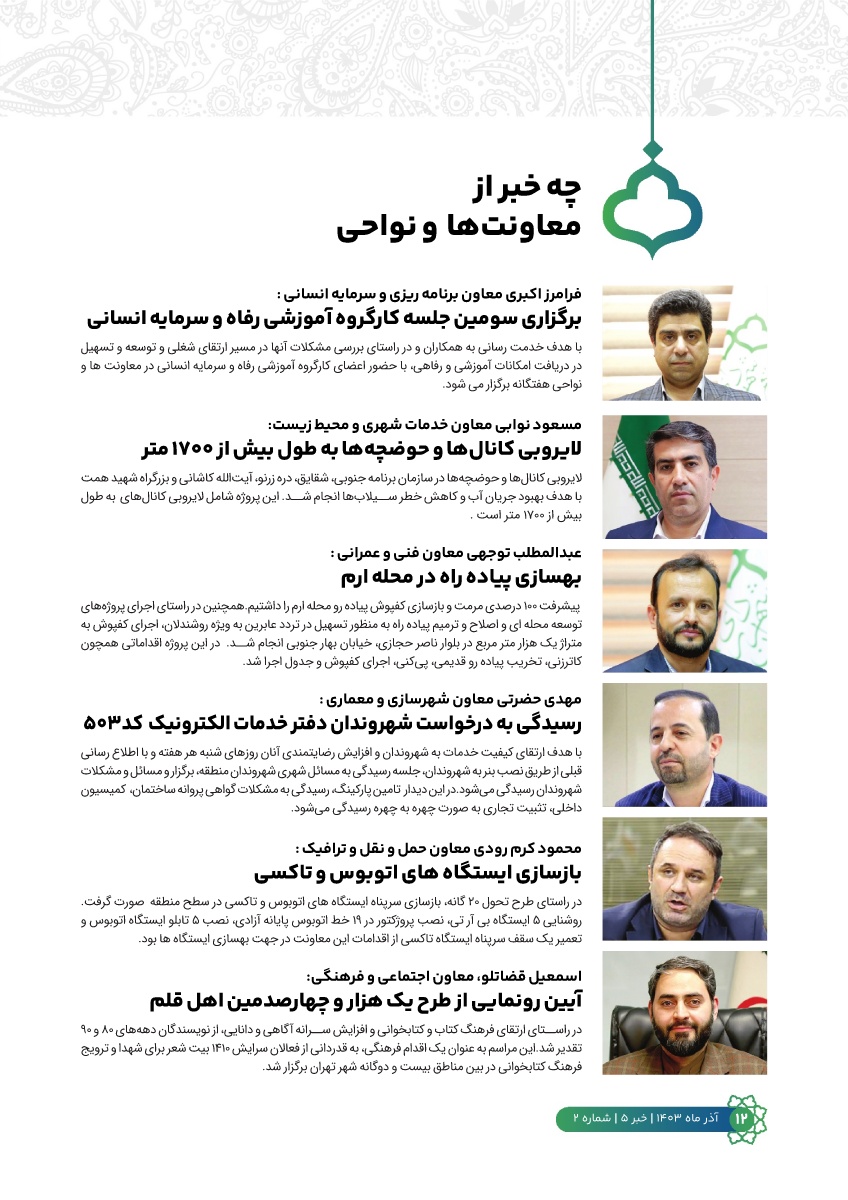 چه خبر از
معاونت‌ها و نواحی
فرامرز اکبری معاون برنامه ریزی و سرمایه انسانی :
برگزاری سومین جلسه کارگروه آموزشی رفاه و سرمایه انسانی
با هدف خدمت رسانی به همکاران و در راستای بررسی مشکلات آنها در مسیر ارتقای شغلی و توسعه و تسهیل
در دریافت امکانات آموزشی و رفاهی، با حضور اعضای کارگروه آموزشی رفاه و سرمایه انسانی در معاونت ها و
نواحی هفتگانه برگزار می شود.
مسعود نوابی معاون خدمات شهری و محیط زیست:
لایروبی کانال‌ها و حوضچه‌ها به طول بیش از ۱۷۰۰ متر
لایروبی کانال‌ها و حوضچه‌ها در سازمان برنامه جنوبی، شقایق، دره زرنو، آیت‌الله کاشانی و بزرگراه شهید همت
با هدف بهبود جریان آب و کاهش خطر سیلاب‌ها انجام شد. این پروژه شامل لایروبی کانال‌های به طول
بیش از ۱۷۰۰ متر است .
عبدالمطلب توجهی معاون فنی و عمرانی :
بهسازی پیاده راه در محله ارم
پیشرفت ۱۰۰ درصدی مرمت و بازسازی کفپوش پیاده رو محله ارم را داشتیم.همچنین در راستای اجرای پروژه‌های
توسعه محله ای و اصلاح و ترمیم پیاده راه به منظور تسهیل در تردد عابرین به ویژه روشندلان، اجرای کفپوش به
متراژ یک هزار متر مربع در بلوار ناصر حجازی، خیابان بهار جنوبی انجام شد. در این پروژه اقداماتی همچون
کاترزنی، تخریب پیاده رو قدیمی، پی‌کنی، اجرای کفپوش و جدول اجرا شد.
مهدی حضرتی معاون شهرسازی و معماری :
رسیدگی به درخواست شهروندان دفتر خدمات الکترونیک کد۵۰۳
با هدف ارتقای کیفیت خدمات به شهروندان و افزایش رضایتمندی آنان روزهای شنبه هر هفته و با اطلاع رسانی
قبلی از طریق نصب بنر به شهروندان، جلسه رسیدگی به مسائل شهری شهروندان منطقه، برگزار و مسائل و مشکلات
شهروندان رسیدگی می‌شود.در این دیدار تامین پارکینگ، رسیدگی به مشکلات گواهی پروانه ساختمان، کمیسیون
داخلی، تثبیت تجاری به صورت چهره به چهره رسیدگی می‌شود.
محمود کرم رودی معاون حمل و نقل و ترافیک :
بازسازی ایستگاه های اتوبوس و تاکسی
در راستای طرح تحول ۲۰ گانه، بازسازی سرپناه ایستگاه های اتوبوس و تاکسی در سطح منطقه صورت گرفت.
روشنایی ۵ ایستگاه بی آر تی، نصب پروژکتور در ۱۹ خط اتوبوس پایانه آزادی، نصب ۵ تابلو ایستگاه اتوبوس و
تعمیر یک سقف سرپناه ایستگاه تاکسی از اقدامات این معاونت در جهت بهسازی ایستگاه ها بود.
اسمعیل قضاتلو، معاون اجتماعی و فرهنگی:
آیین رونمایی از طرح یک هزار و چهارصدمین اهل قلم
در راستای ارتقای فرهنگ کتاب و کتابخوانی و افزایش سرانه آگاهی و دانایی، از نویسندگان دهه‌های ۸۰ و ۹۰
تقدیر شد.این مراسم به عنوان یک اقدام فرهنگی، به قدردانی از فعالان سرایش ۱۴۱۰ بیت شعر برای شهدا و ترویج
فرهنگ کتابخوانی در بین مناطق بیست و دوگانه شهر تهران برگزار شد.
۱۲ آذر ماه ۱۴۰۳ | خبر ۵ | شماره ۲